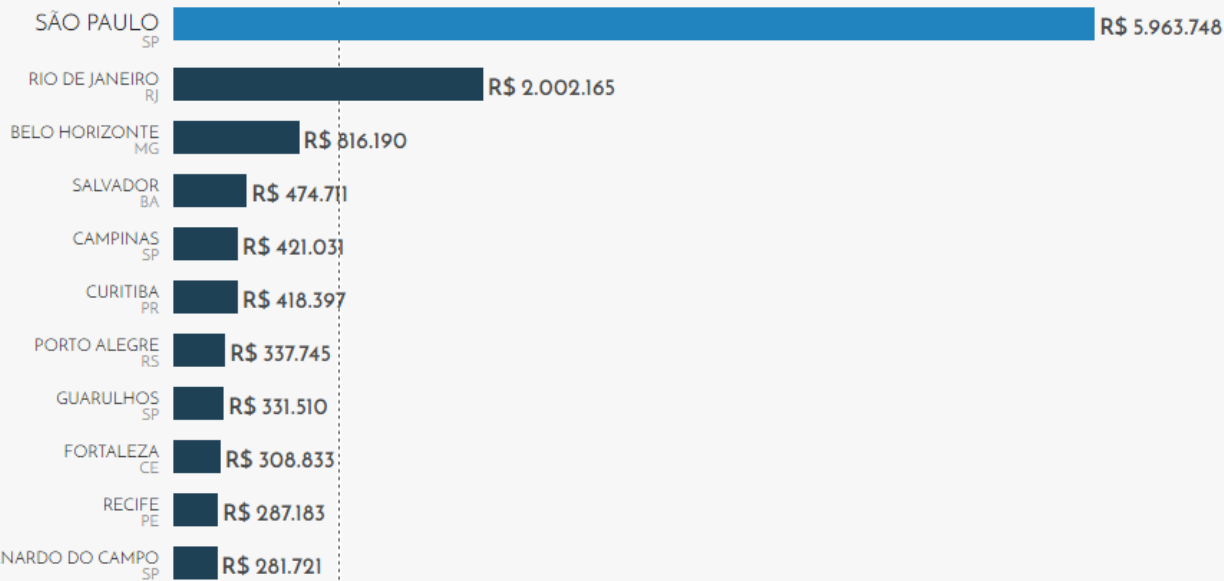 SÃO PAULO R$ 5.963.748
SP
RIO DE JANEIRO R$ 2.002.165
RJ
BELO HORIZONTE R$ 816.190
MG
SALVADOR R$ 474.711
BA
CAMPINAS R$ 421.031
SP
CURITIBA R$ 418.397
PR
PORTO ALEGRE R$ 337.745
RS
GUARULHOS R$ 331.510
SP
FORTALEZA R$ 308.833
CE
RECIFE R$ 287.183
PE
NARDO DO CAMPO R$ 281.721
SP